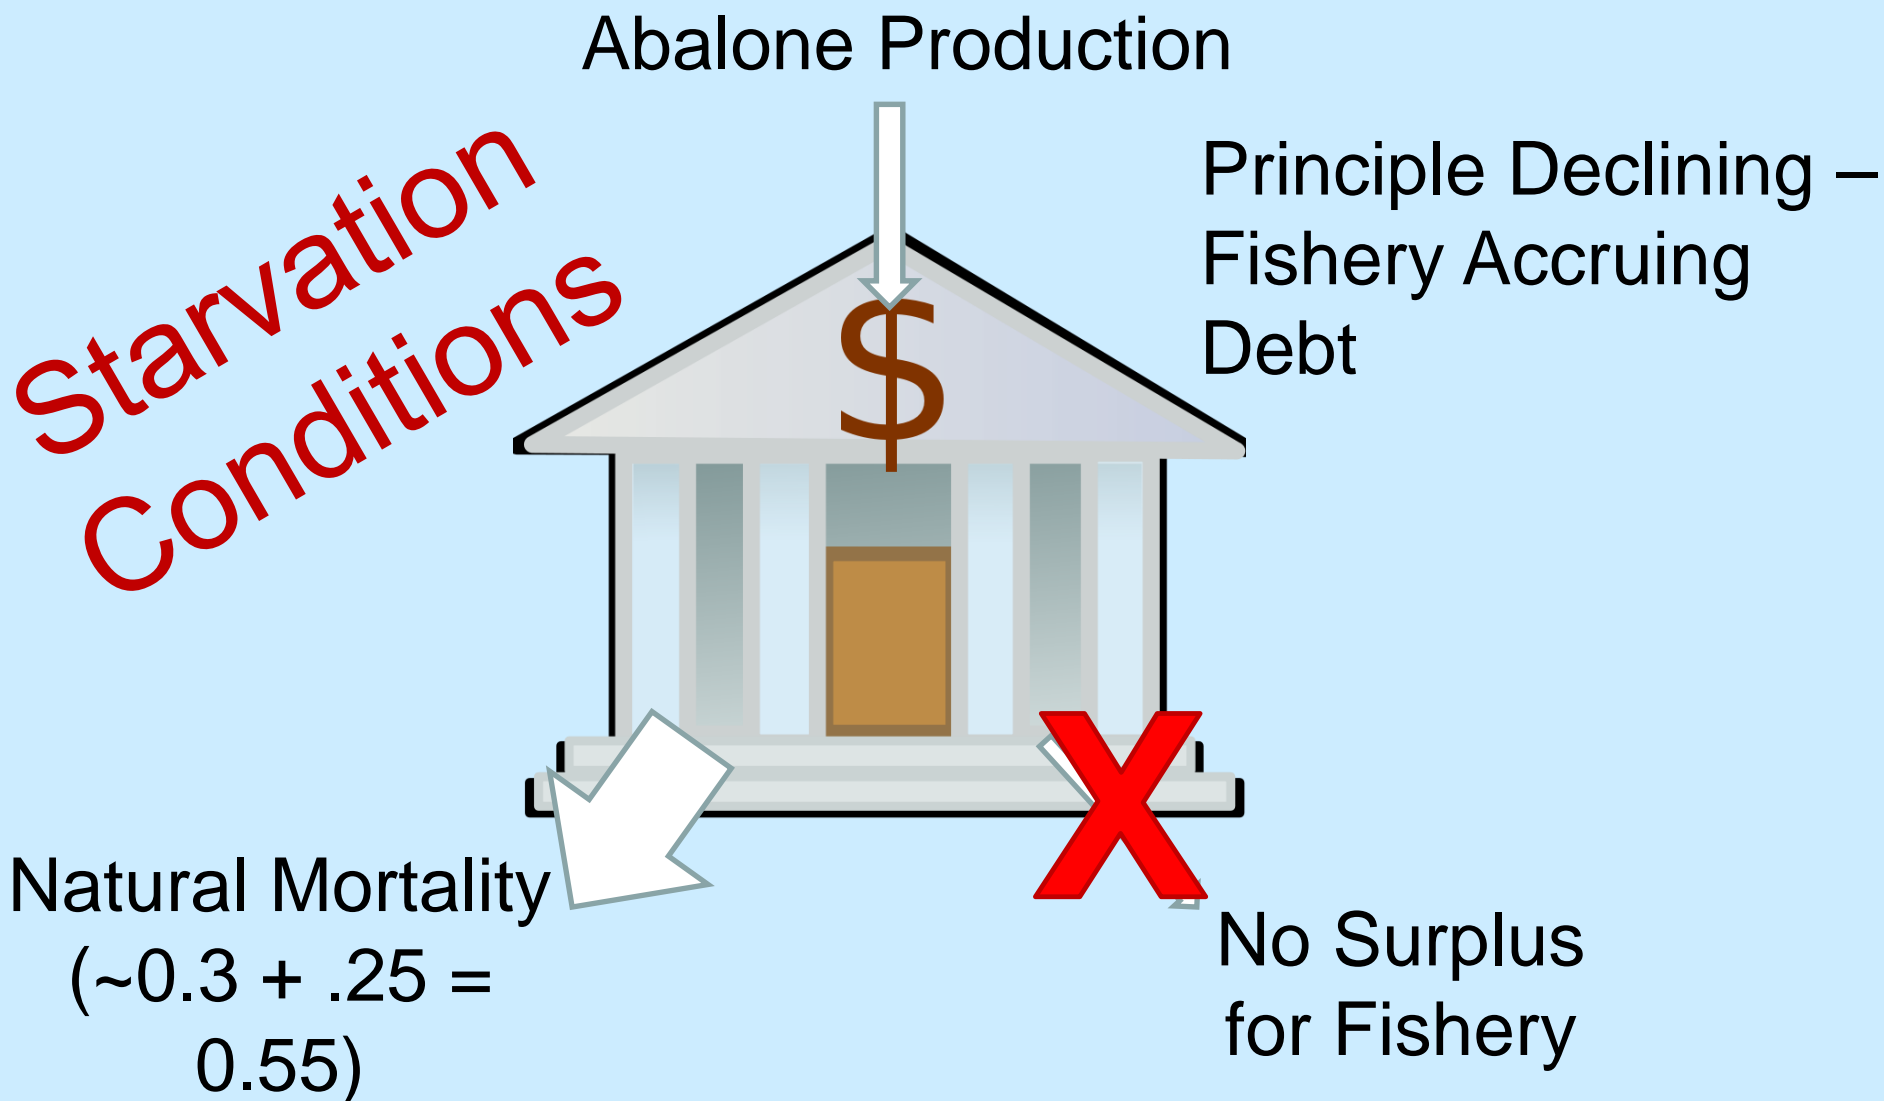 Abalone Production
Starvation
Conditions
Principle Declining –
Fishery Accruing
Debt
$
X
Natural Mortality
(~0.3 + .25 =
0.55)
No Surplus
for Fishery